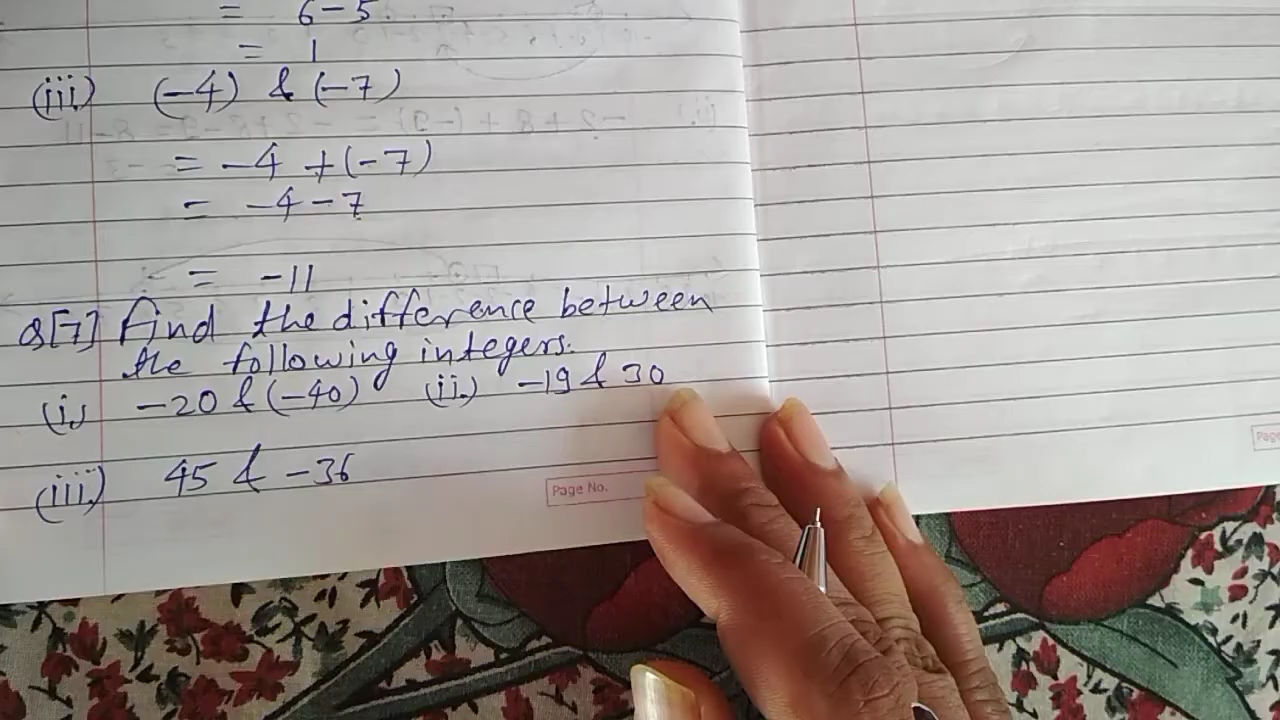 = 6-5
= 1
(iii) (-4) & (-7)
= -4 + (-7)
= -4-7
= -11
Q[7] Find the difference between
the following integers.
(i) -20 & (-40) (ii.) -19 & 30
(iii.) 45 & -36
Page No.